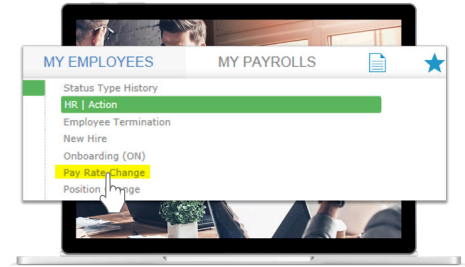 MY EMPLOYEES MY PAYROLLS
Status Type History
HR | Action
Employee Termination
New Hire
Onboarding (ON)
Pay Rate Change
Position Change